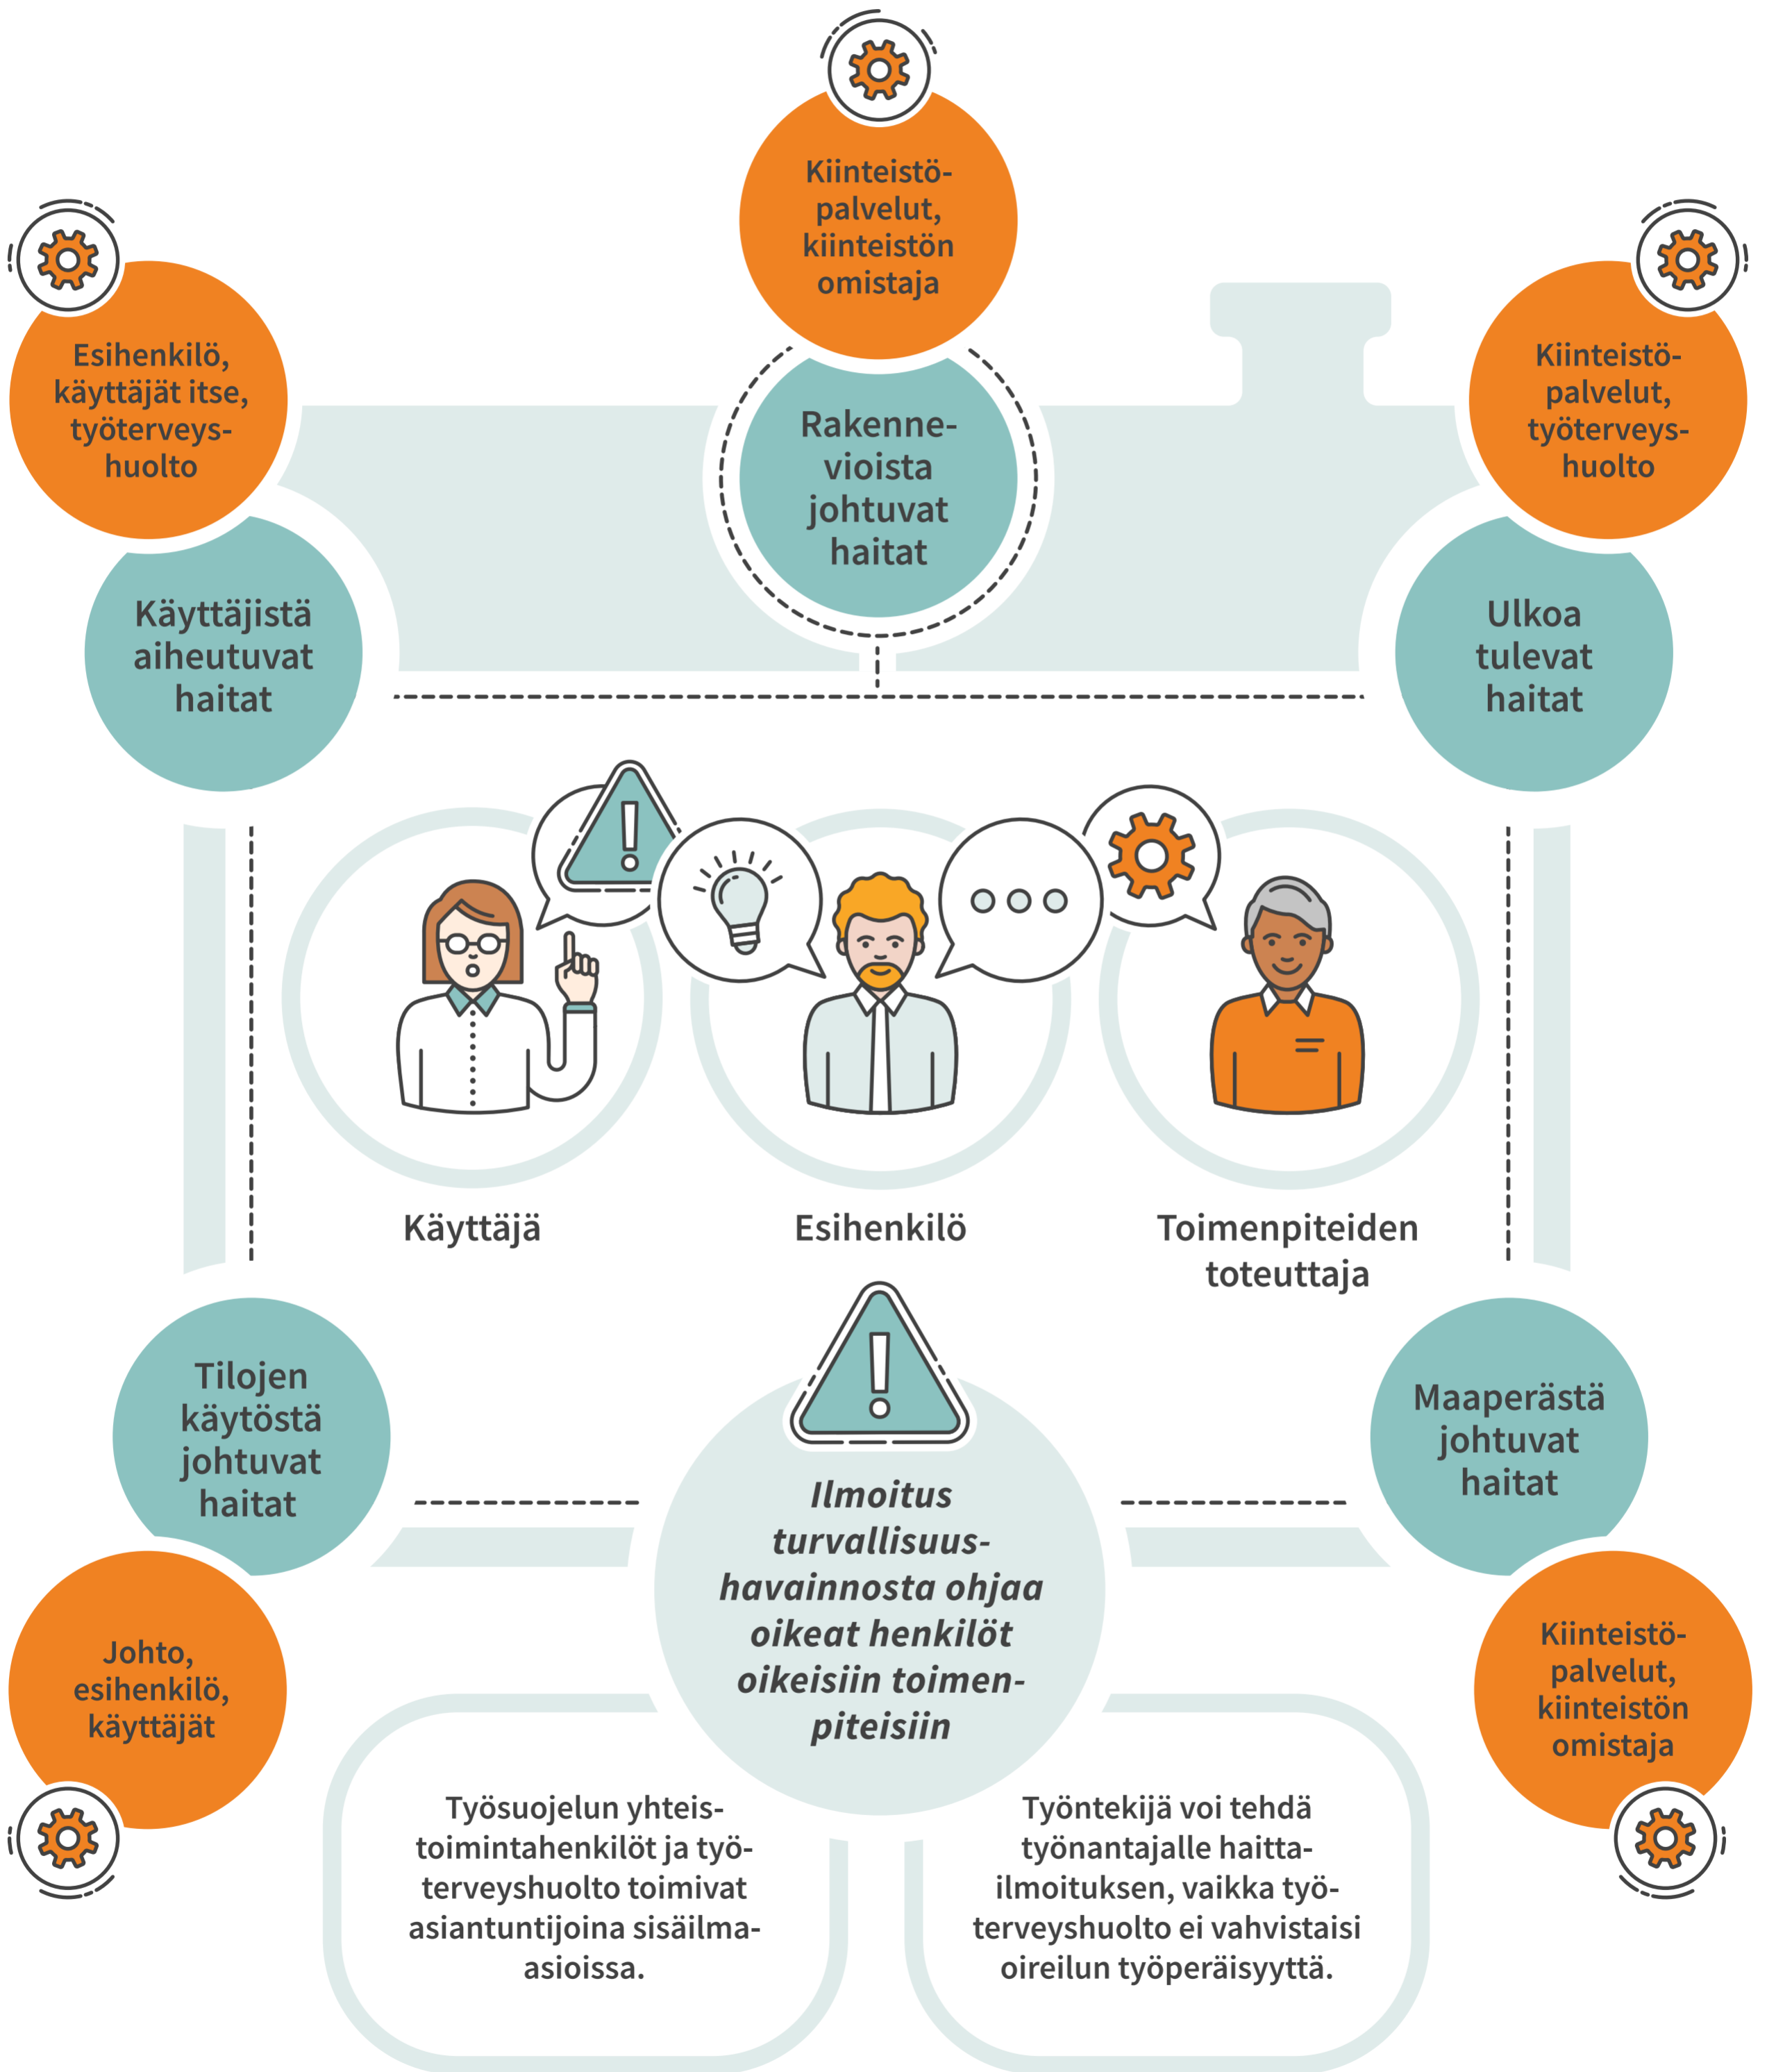 Kiinteistö-
palvelut,
kiinteistön
omistaja
Rakenne-
vioista
johtuvat
haitat
Esihenkilö,
käyttäjät itse,
työterveys-
huolto
Käyttäjistä
aiheutuvat
haitat
Kiinteistö-
palvelut,
työterveys-
huolto
Ulkoa
tulevat
haitat
Käyttäjä
Esihenkilö
Toimenpiteiden
toteuttaja
Tilojen
käytöstä
johtuvat
haitat
Johto,
esihenkilö,
käyttäjät
Ilmoitus
turvallisuus-
havainnosta ohjaa
oikeat henkilöt
oikeisiin toimen-
piteisiin
Maaperästä
johtuvat
haitat
Kiinteistö-
palvelut,
kiinteistön
omistaja
Työsuojelun yhteis-
toimintahenkilöt ja työ-
terveyshuolto toimivat
asiantuntijoina sisäilma-
asioissa.
Työntekijä voi tehdä
työnantajalle haitta-
ilmoituksen, vaikka työ-
terveyshuolto ei vahvistaisi
oireilun työperäisyyttä.